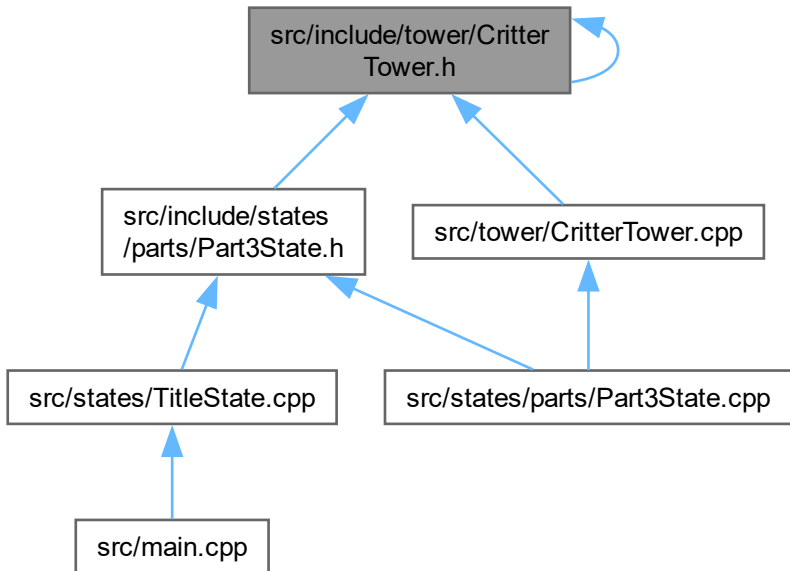 src/include/tower/Critter
Tower.h
src/include/states
/parts/Part3State.h
src/tower/CritterTower.cpp
src/states/TitleState.cpp
src/states/parts/Part3State.cpp
src/main.cpp